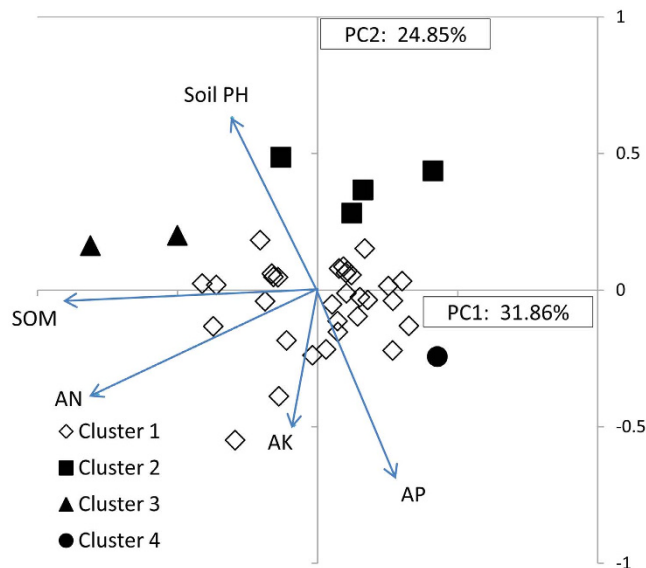 1
PC2: 24.85%
Soil PH
0.5
0
SOM
PC1: 31.86%
AN
AK
-0.5
AP
Cluster 1
Cluster 2
Cluster 3
Cluster 4
-1